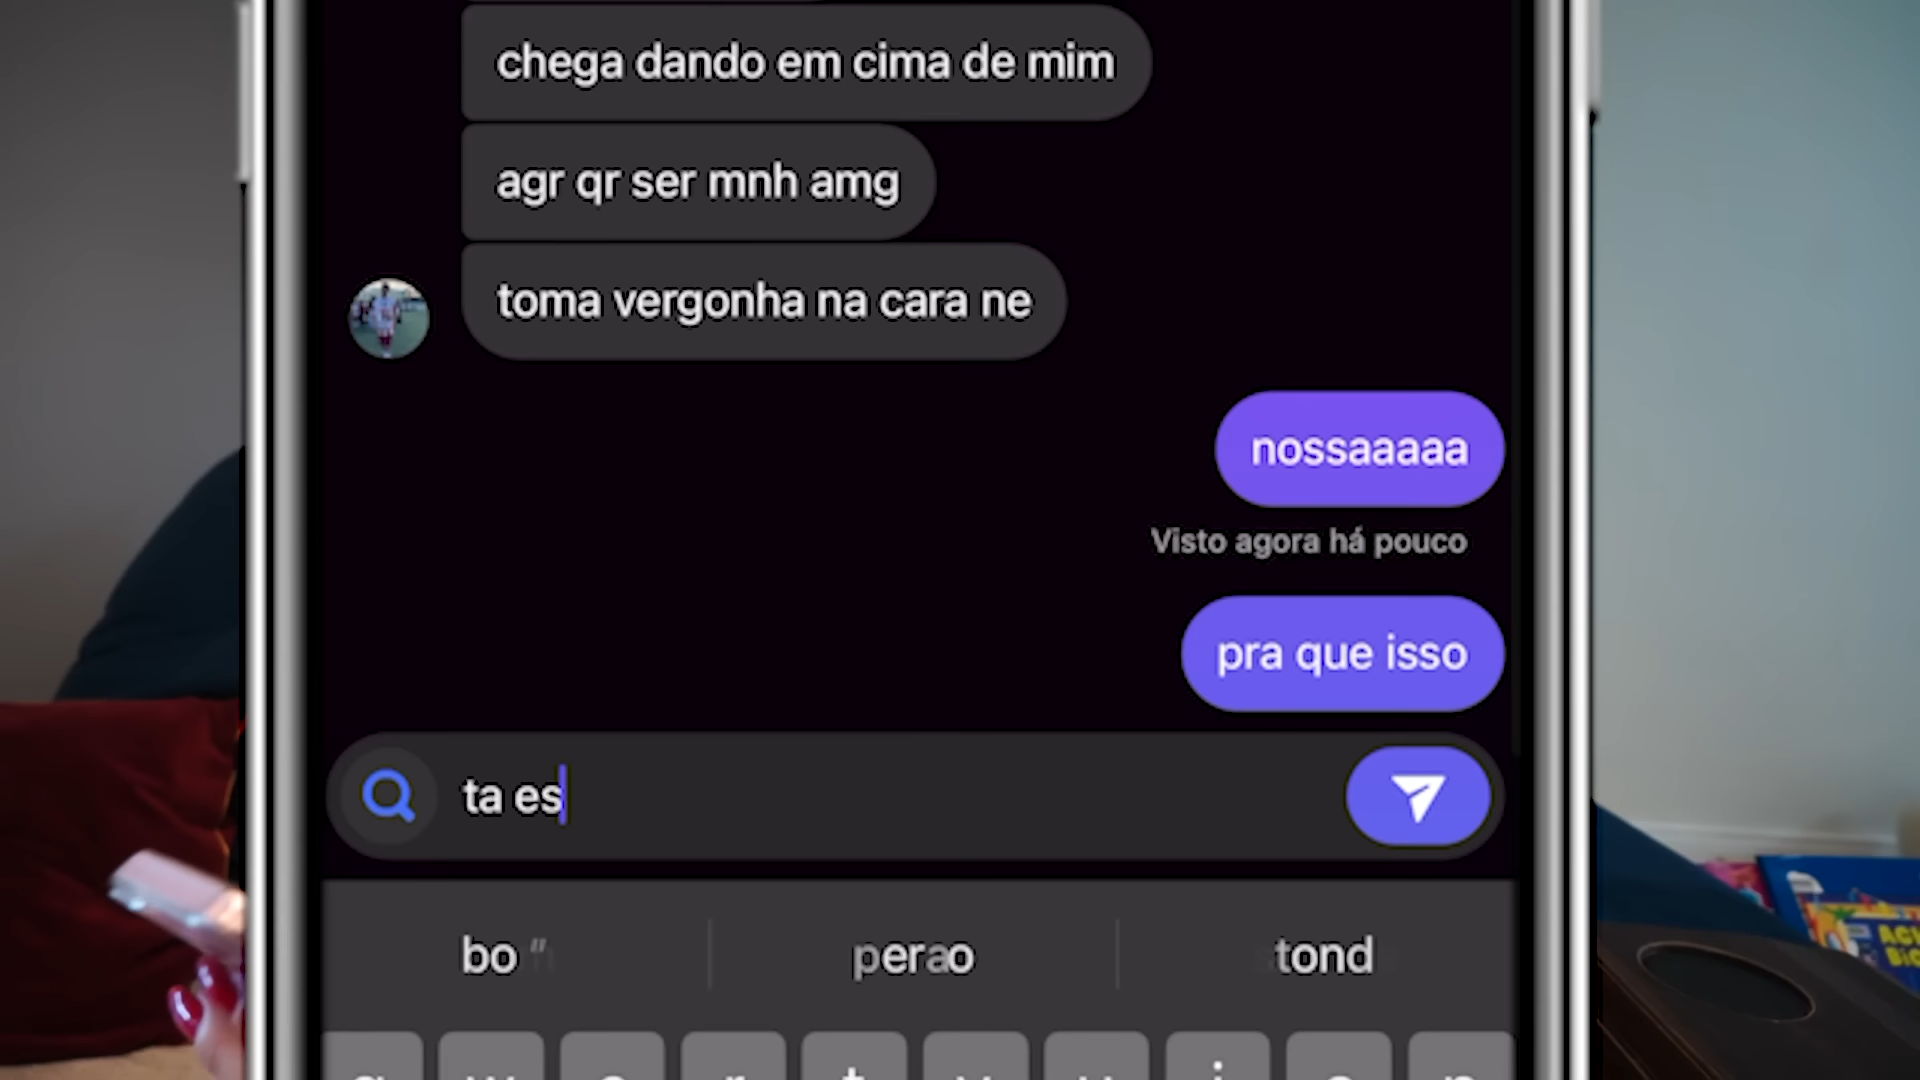 chega dando em cima de mim
agr qr ser mnh amg
toma vergonha na cara ne
nossaaaaa
Visto agora há pouco
pra que isso
ta es
bo
tond